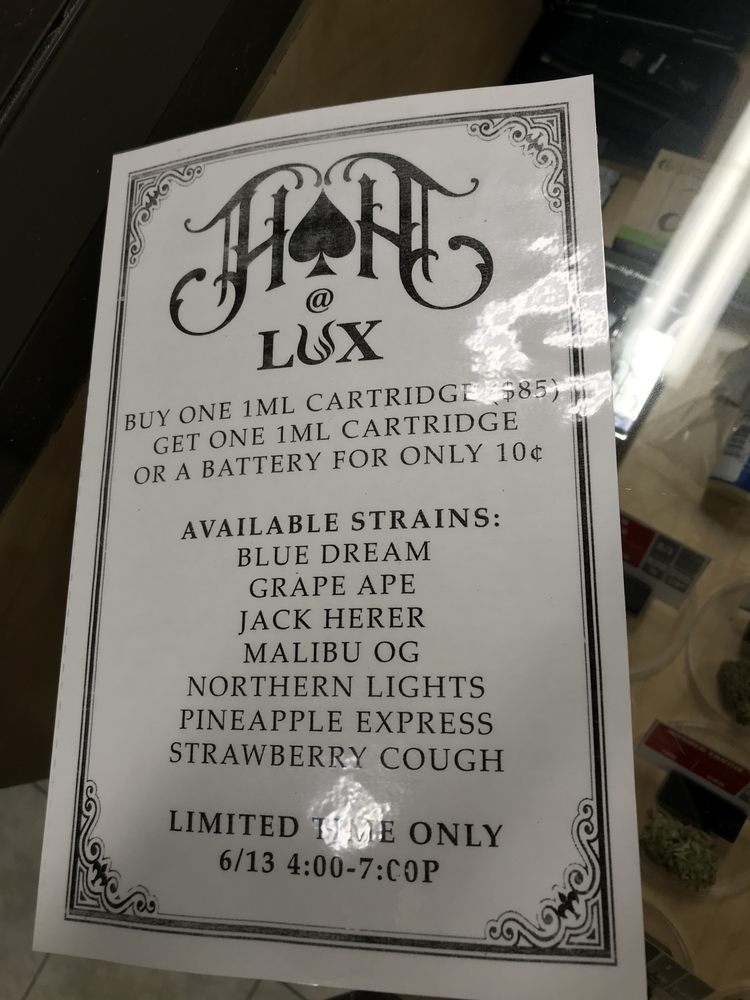 H♠H
@
LUX
BUY ONE 1ML CARTRIDGE ($85)
GET ONE 1ML CARTRIDGE
OR A BATTERY FOR ONLY 10¢
AVAILABLE STRAINS:
BLUE DREAM
GRAPE APE
JACK HERER
MALIBU OG
NORTHERN LIGHTS
PINEAPPLE EXPRESS
STRAWBERRY COUGH
LIMITED TIME ONLY
6/13 4:00-7:00P